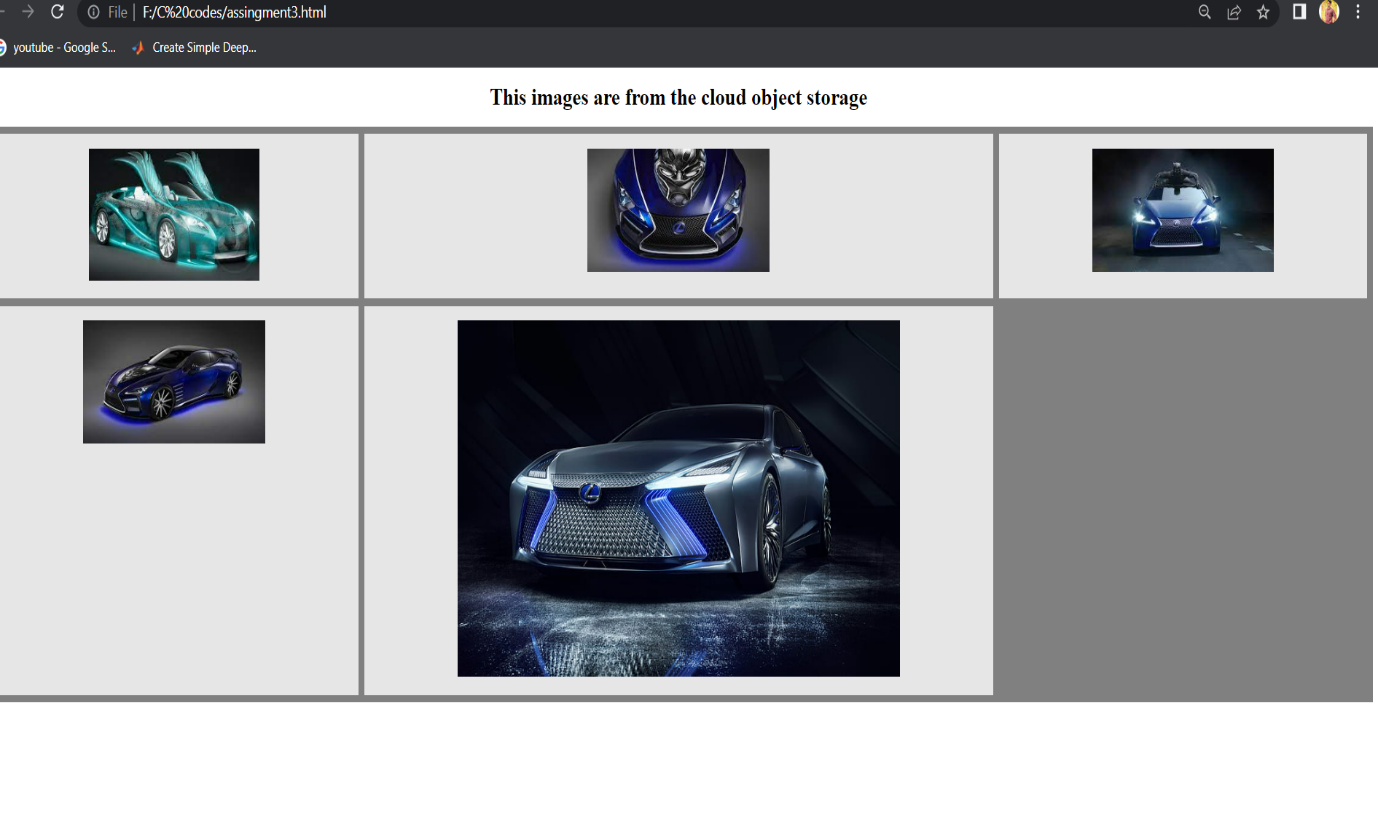 File | F:/C%20codes/assingment3.html
youtube - Google S... Create Simple Deep...
This images are from the cloud object storage